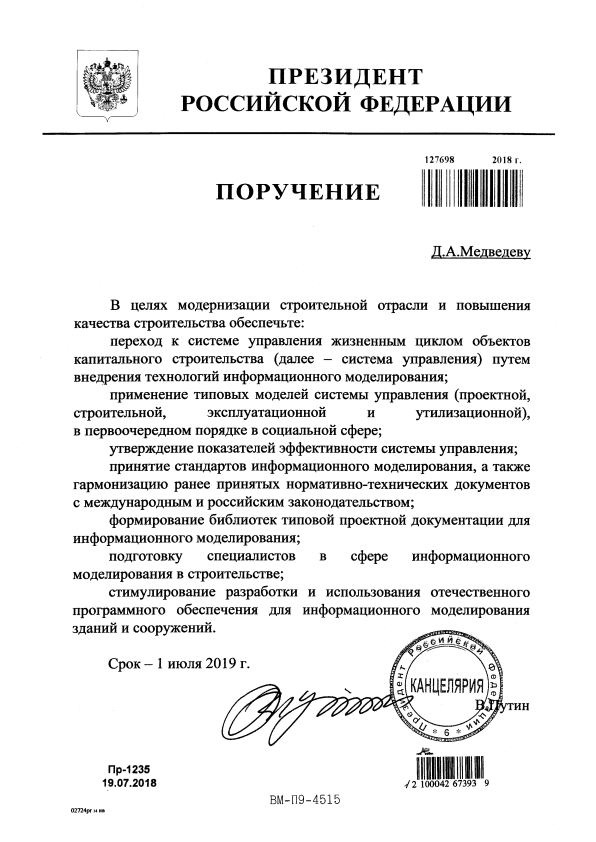 ПРЕЗИДЕНТ
РОССИЙСКОЙ ФЕДЕРАЦИИ
127698 2018 г.
ПОРУЧЕНИЕ
Д.А.Медведеву
В целях модернизации строительной отрасли и повышения
качества строительства обеспечьте:
переход к системе управления жизненным циклом объектов
капитального строительства (далее – система управления) путем
внедрения технологий информационного моделирования;
применение типовых моделей системы управления (проектной,
строительной, эксплуатационной и утилизационной),
в первоочередном порядке в социальной сфере;
утверждение показателей эффективности системы управления;
принятие стандартов информационного моделирования, а также
гармонизацию ранее принятых нормативно-технических документов
с международным и российским законодательством;
формирование библиотек типовой проектной документации для
информационного моделирования;
подготовку специалистов в сфере информационного
моделирования в строительстве;
стимулирование разработки и использования отечественного
программного обеспечения для информационного моделирования
зданий и сооружений.
Срок – 1 июля 2019 г.
Президент Российской Федерации * 6 *
КАНЦЕЛЯРИЯ
В.Путин
Пр-1235
19.07.2018
2 100042 67393 9
ВМ-П9-4515
02724рг